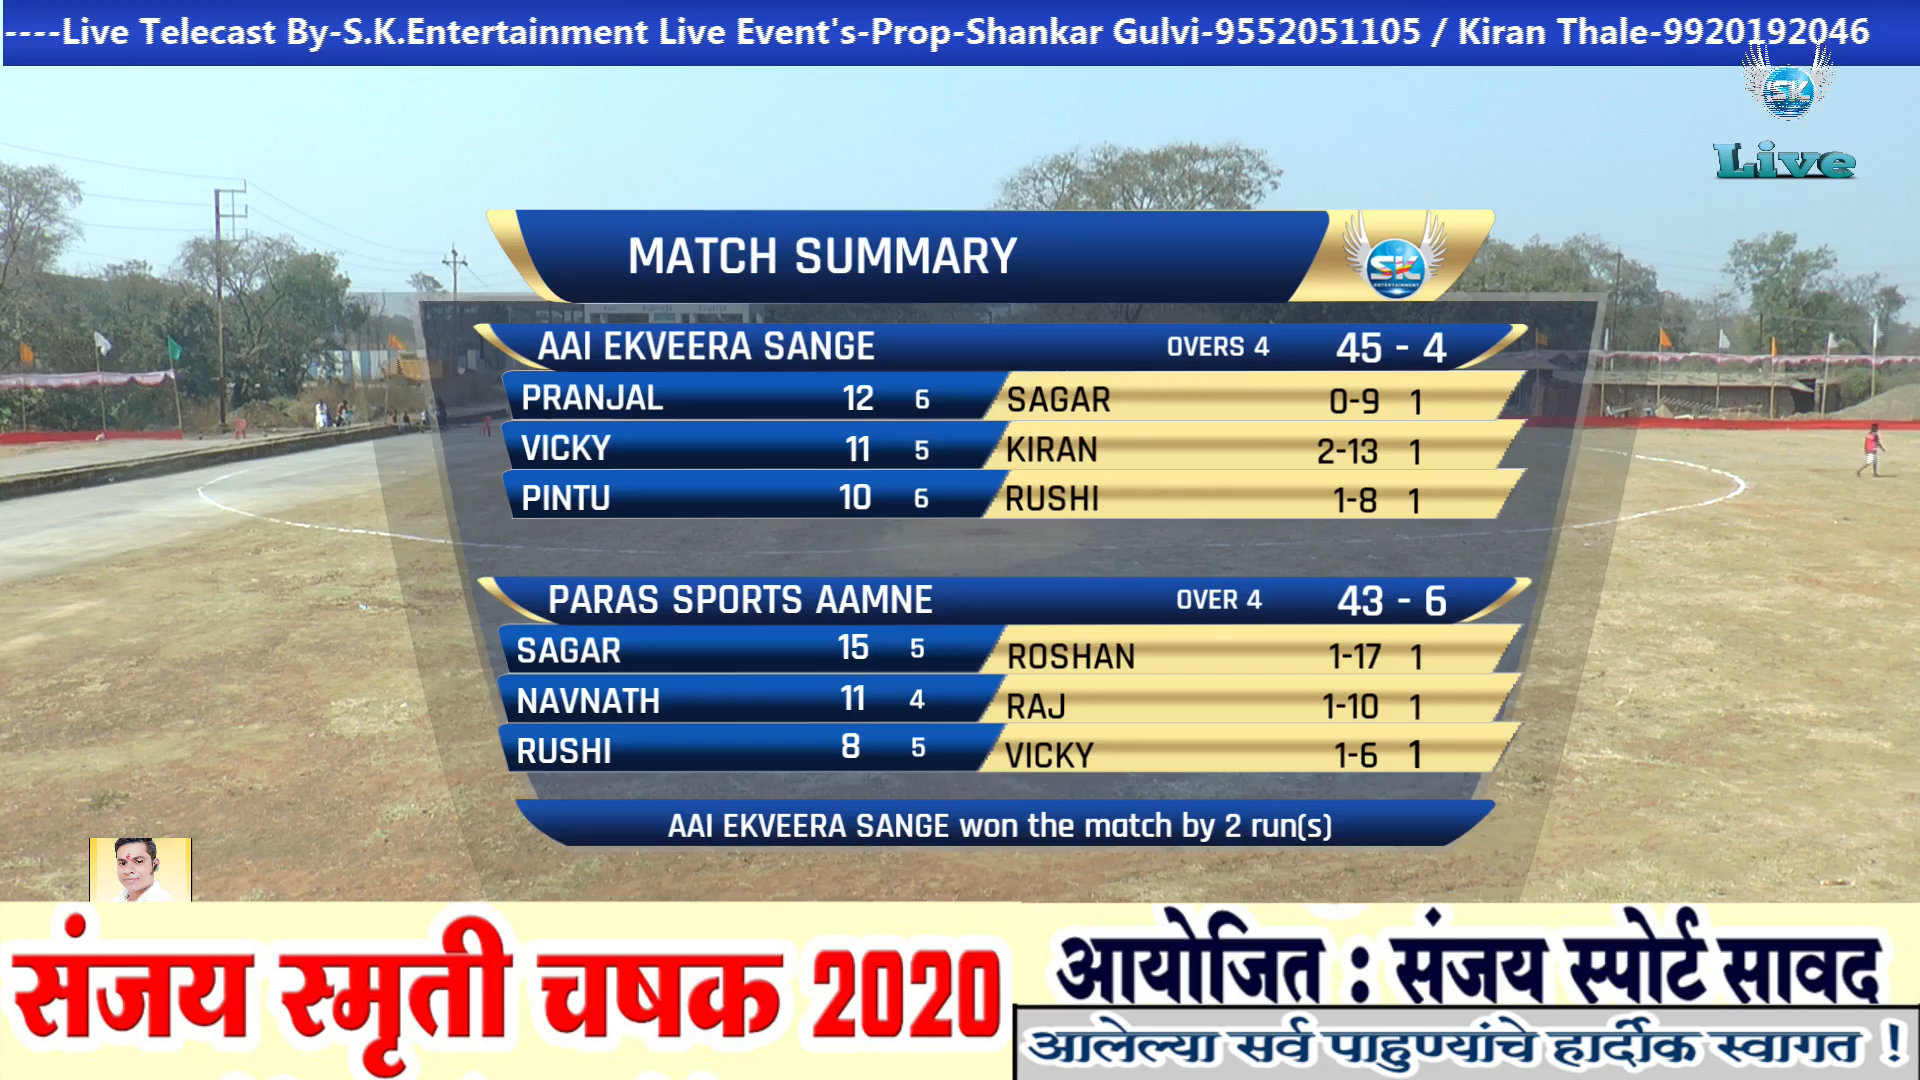 ----Live Telecast By-S.K.Entertainment Live Event's-Prop-Shankar Gulvi-9552051105 / Kiran Thale-9920192046
SK
Live
MATCH SUMMARY
SK
ENTERTAINMENT
AAI EKVEERA SANGE OVERS 4 45 - 4
PRANJAL 12 6 SAGAR 0-9 1
VICKY 11 5 KIRAN 2-13 1
PINTU 10 6 RUSHI 1-8 1
PARAS SPORTS AAMNE OVER 4 43 - 6
SAGAR 15 5 ROSHAN 1-17 1
NAVNATH 11 4 RAJ 1-10 1
RUSHI 8 5 VICKY 1-6 1
AAI EKVEERA SANGE won the match by 2 run(s)
संजय स्मृती चषक 2020
आयोजित : संजय स्पोर्ट सावद
आलेल्या सर्व पाहुण्यांचे हार्दीक स्वागत !